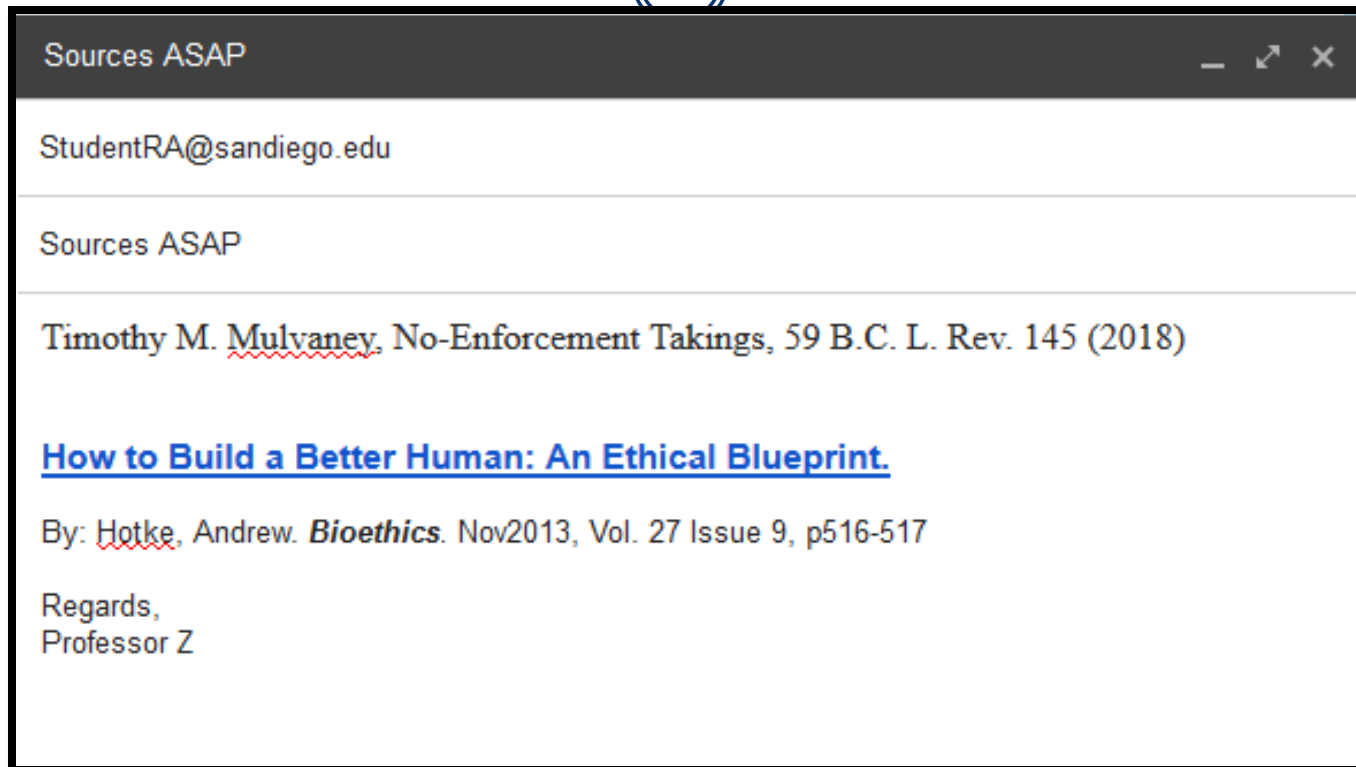 Sources ASAP
StudentRA@sandiego.edu
Sources ASAP
Timothy M. Mulvaney, No-Enforcement Takings, 59 B.C. L. Rev. 145 (2018)
How to Build a Better Human: An Ethical Blueprint.
By: Hotke, Andrew. Bioethics. Nov2013, Vol. 27 Issue 9, p516-517
Regards,
Professor Z